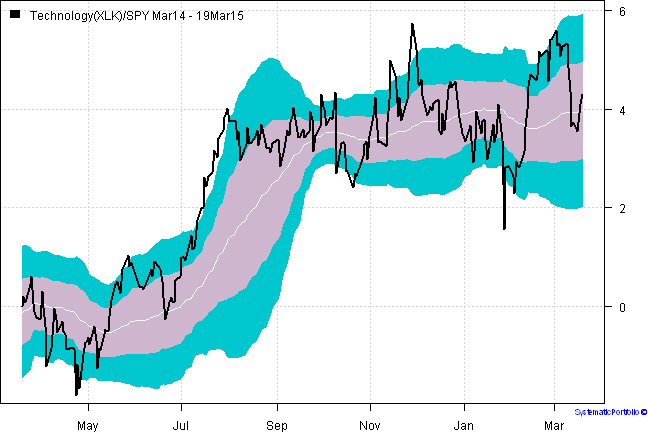 Technology(XLK)/SPY Mar14 - 19Mar15
6
4
2
0
May Jul Sep Nov Jan Mar
SystematicPortfolio ©